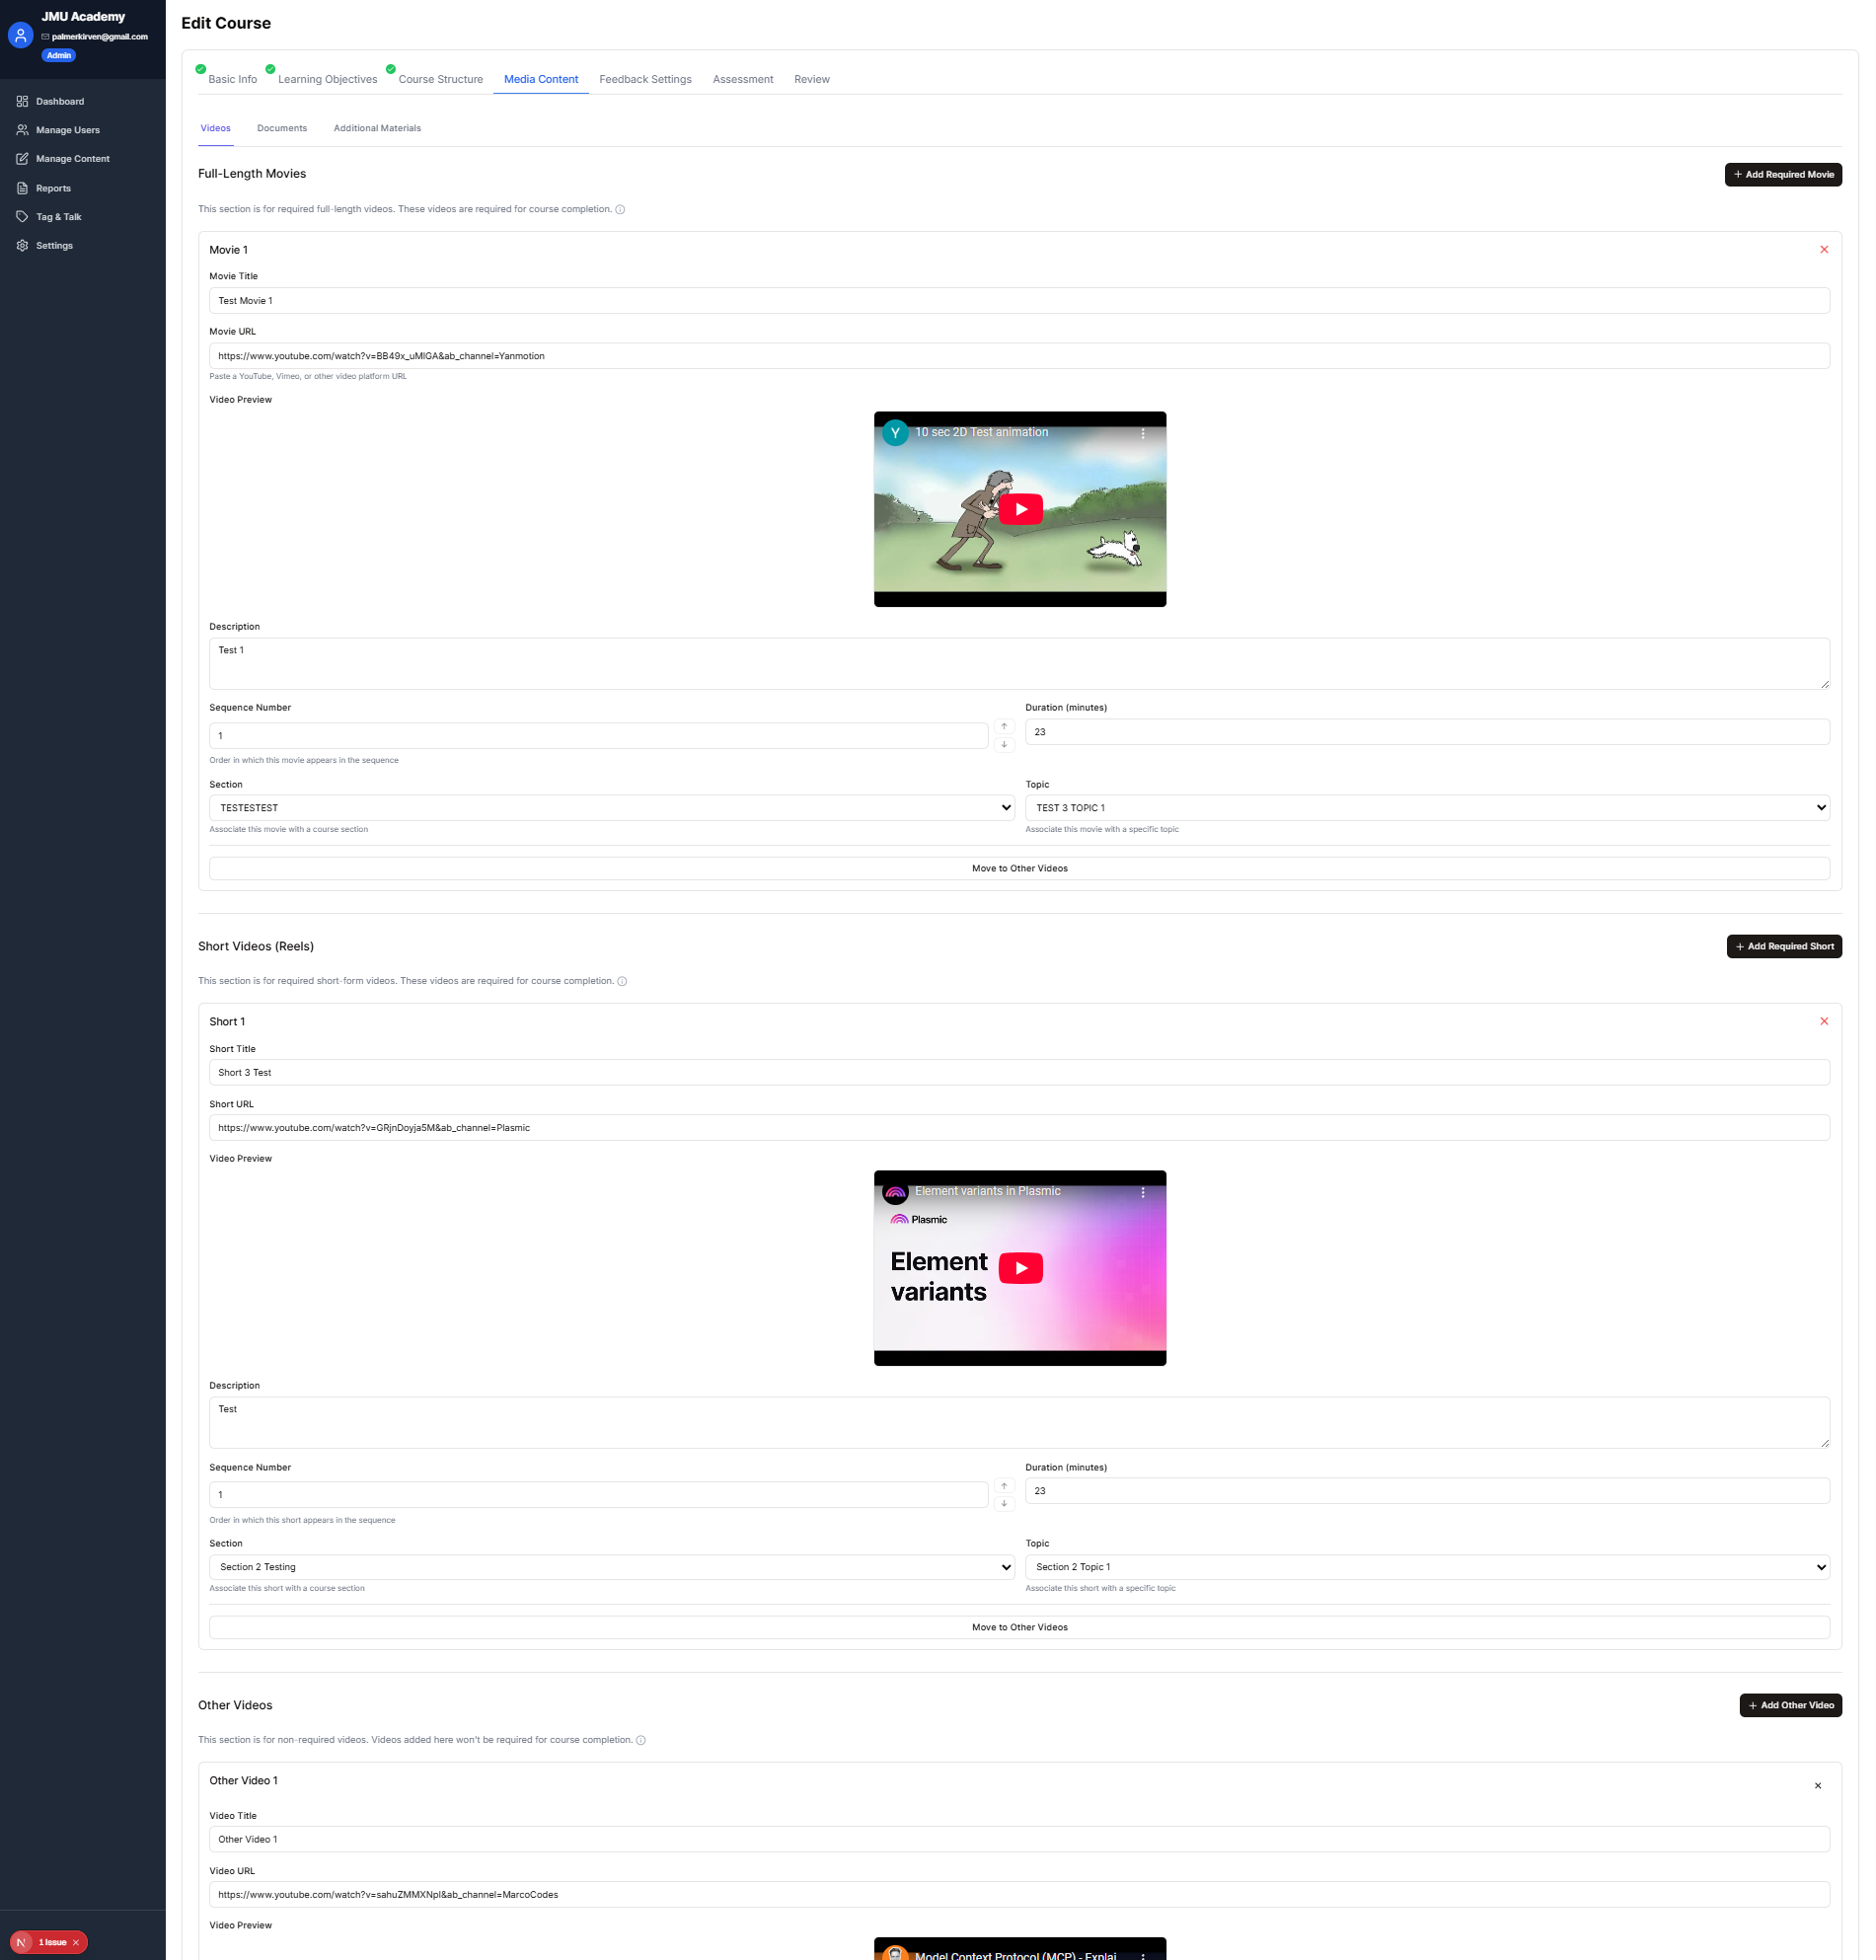 JMU Academy
palmerkirven@gmail.com
Admin
Dashboard
Manage Users
Manage Content
Reports
Tag & Talk
Settings
1 Issue
Edit Course
Basic Info
Learning Objectives
Course Structure
Media Content
Feedback Settings
Assessment
Review
Videos
Documents
Additional Materials
Full-Length Movies
+ Add Required Movie
This section is for required full-length videos. These videos are required for course completion.
Movie 1
Movie Title
Test Movie 1
Movie URL
https://www.youtube.com/watch?v=BB49x_uMlGA&ab_channel=Yanmotion
Paste a YouTube, Vimeo, or other video platform URL
Video Preview
Y
10 sec 2D Test animation
Description
Test 1
Sequence Number
1
Order in which this movie appears in the sequence
Duration (minutes)
23
Section
TESTESTEST
Associate this movie with a course section
Topic
TEST 3 TOPIC 1
Associate this movie with a specific topic
Move to Other Videos
Short Videos (Reels)
+ Add Required Short
This section is for required short-form videos. These videos are required for course completion.
Short 1
Short Title
Short 3 Test
Short URL
https://www.youtube.com/watch?v=GRjnDoyja5M&ab_channel=Plasmic
Video Preview
Element variants in Plasmic
Plasmic
Element
variants
Description
Test
Sequence Number
1
Order in which this short appears in the sequence
Duration (minutes)
23
Section
Section 2 Testing
Associate this short with a course section
Topic
Section 2 Topic 1
Associate this short with a specific topic
Move to Other Videos
Other Videos
+ Add Other Video
This section is for non-required videos. Videos added here won't be required for course completion.
Other Video 1
Video Title
Other Video 1
Video URL
https://www.youtube.com/watch?v=sahuZMMXNpI&ab_channel=MarcoCodes
Video Preview
Model Context Protocol (MCP) - Explai